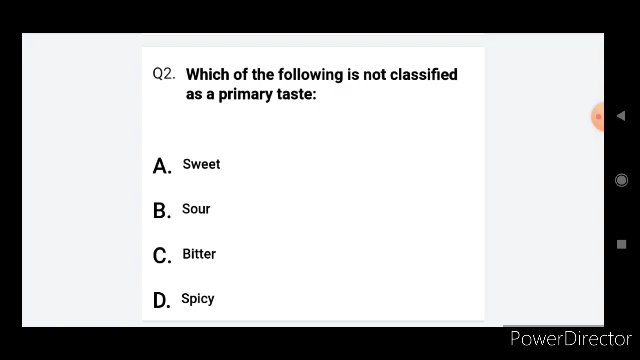 Q2. Which of the following is not classified
as a primary taste:
A. Sweet
B. Sour
C. Bitter
D. Spicy
PowerDirector